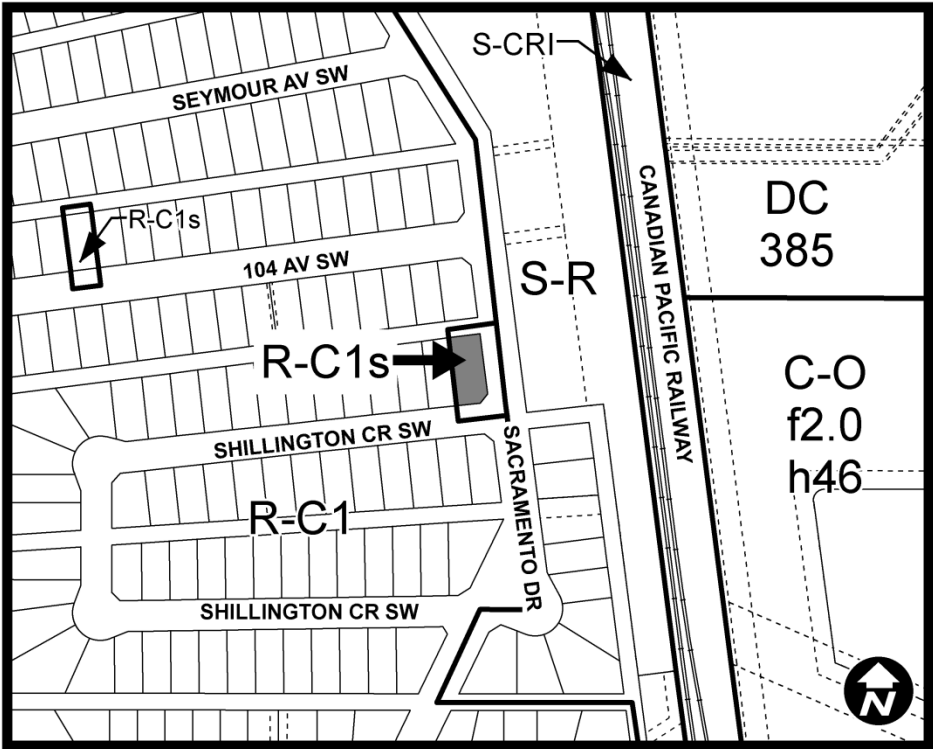 S-CRI
SEYMOUR AV SW
CANADIAN PACIFIC RAILWAY
DC
385
R-C1s
104 AV SW
S-R
R-C1s
C-O
f2.0
h46
SHILLINGTON CR SW
SACRAMENTO DR
R-C1
SHILLINGTON CR SW
N